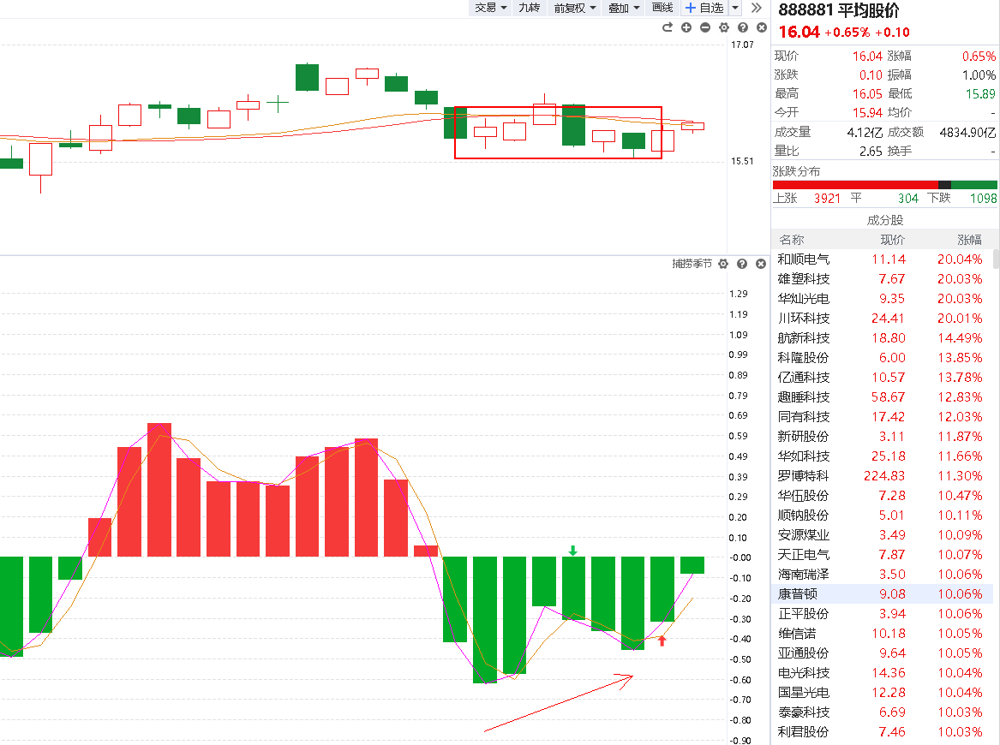 交易 九转 前复权 叠加 画线 自选
17.07
15.51
捕捞季节
1.29
1.19
1.09
0.99
0.89
0.79
0.69
0.59
0.49
0.39
0.29
0.20
0.10
-0.00
-0.10
-0.20
-0.30
-0.40
-0.50
-0.60
-0.70
-0.80
-0.90
888881 平均股价
16.04 +0.65% +0.10
现价 16.04 涨幅 0.65%
涨跌 0.10 振幅 1.00%
最高 16.05 最低 15.89
今开 15.94 均价 -
成交量 4.12亿 成交额 4834.90亿
量比 2.65 换手 -
涨跌分布
上涨 3921 平 304 下跌 1098
成分股
名称 现价 涨幅
和顺电气 11.14 20.04%
雄塑科技 7.67 20.03%
华灿光电 9.35 20.03%
川环科技 24.41 20.01%
航新科技 18.80 14.49%
科隆股份 6.00 13.85%
亿通科技 10.57 13.78%
趣睡科技 58.67 12.83%
同有科技 17.42 12.03%
新研股份 3.11 11.87%
华如科技 25.18 11.66%
罗博特科 224.83 11.30%
华伍股份 7.28 10.47%
顺钠股份 5.01 10.11%
安源煤业 3.49 10.09%
天正电气 7.87 10.07%
海南瑞泽 3.50 10.06%
康普顿 9.08 10.06%
正平股份 3.94 10.06%
维信诺 10.18 10.05%
亚通股份 9.64 10.05%
电光科技 14.36 10.04%
国星光电 12.28 10.04%
泰豪科技 6.69 10.03%
利君股份 7.46 10.03%